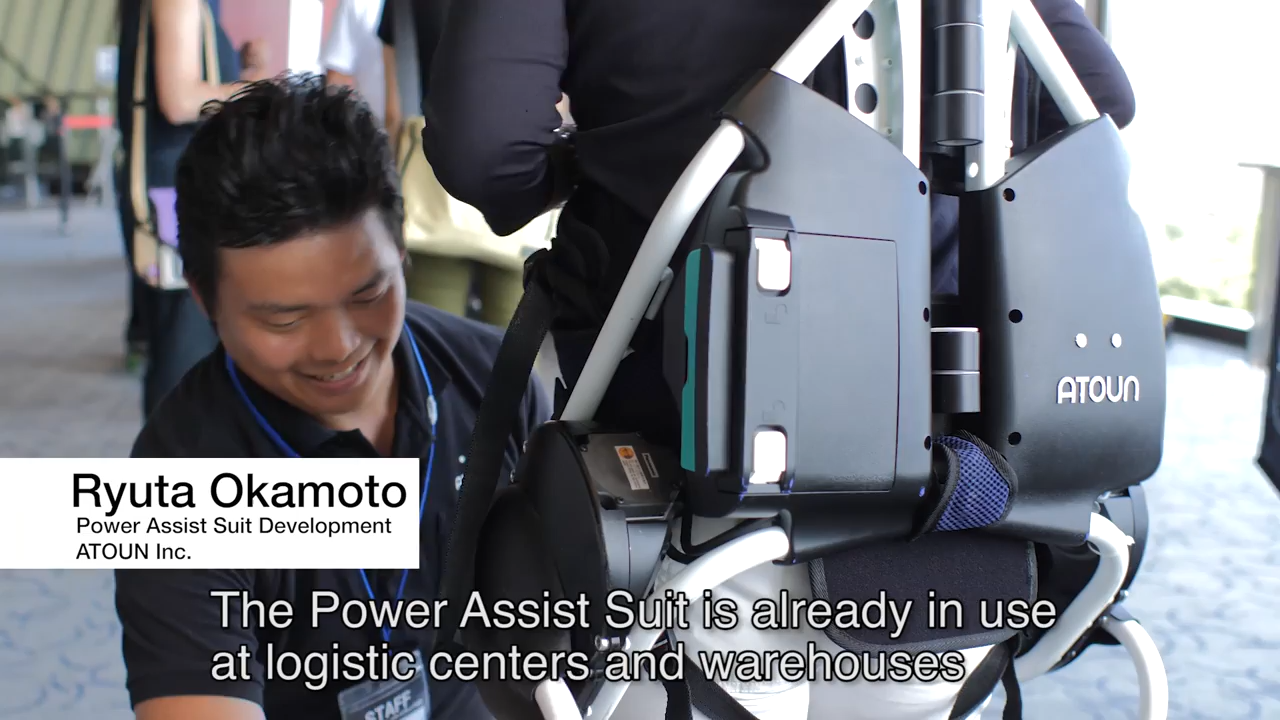 ATOUN
Ryuta Okamoto
Power Assist Suit Development
ATOUN Inc.
The Power Assist Suit is already in use
at logistic centers and warehouses
STAFF